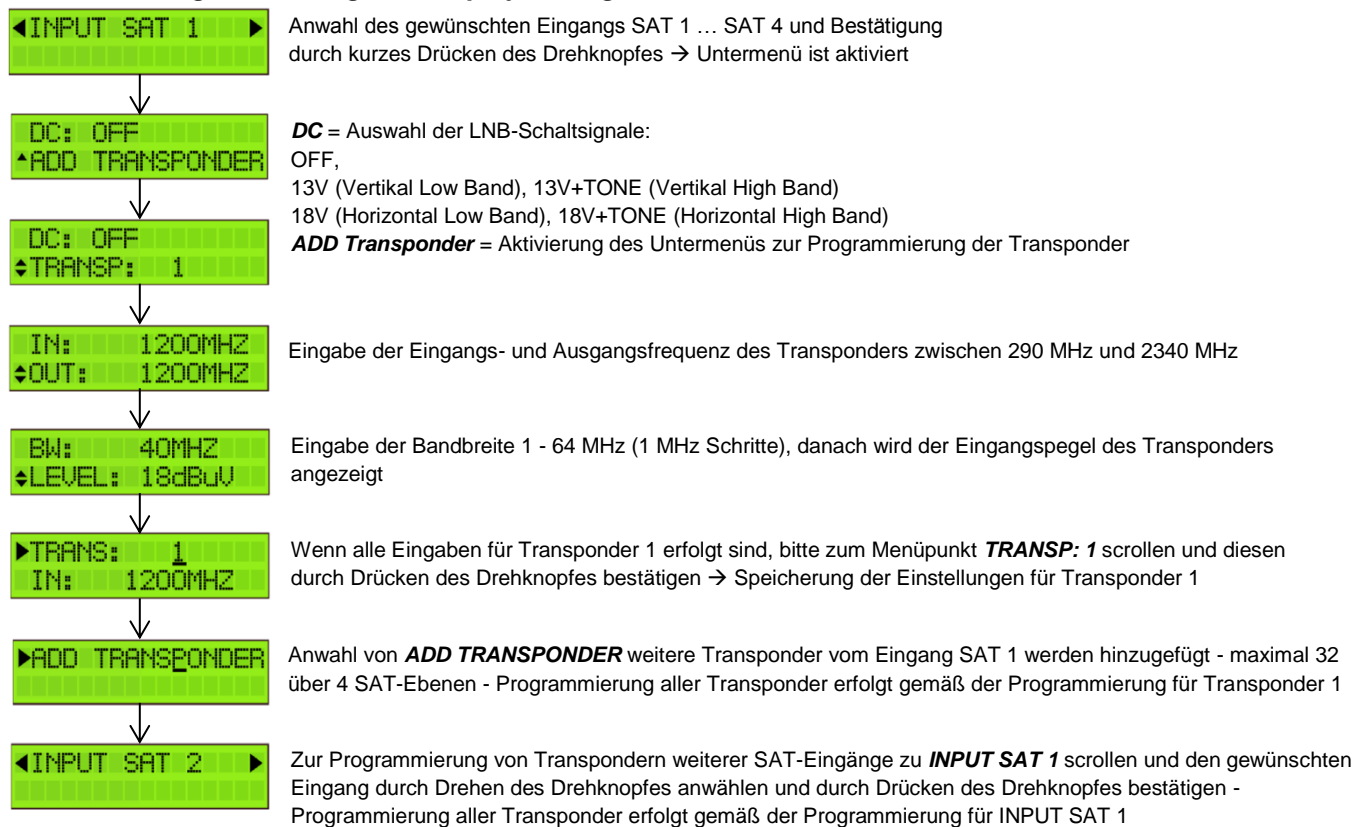 ◄INPUT SAT 1 ►
Anwahl des gewünschten Eingangs SAT 1 … SAT 4 und Bestätigung
durch kurzes Drücken des Drehknopfes → Untermenü ist aktiviert
DC: OFF
▲ADD TRANSPONDER
DC = Auswahl der LNB-Schaltsignale:
OFF,
13V (Vertikal Low Band), 13V+TONE (Vertikal High Band)
18V (Horizontal Low Band), 18V+TONE (Horizontal High Band)
ADD Transponder = Aktivierung des Untermenüs zur Programmierung der Transponder
DC: OFF
TRANSP: 1
IN: 1200MHZ
OUT: 1200MHZ
Eingabe der Eingangs- und Ausgangsfrequenz des Transponders zwischen 290 MHz und 2340 MHz
BW: 40MHZ
LEVEL: 18dBuV
Eingabe der Bandbreite 1 - 64 MHz (1 MHz Schritte), danach wird der Eingangspegel des Transponders
angezeigt
►TRANS: 1
IN: 1200MHZ
Wenn alle Eingaben für Transponder 1 erfolgt sind, bitte zum Menüpunkt TRANSP: 1 scrollen und diesen
durch Drücken des Drehknopfes bestätigen → Speicherung der Einstellungen für Transponder 1
►ADD TRANSPONDER
Anwahl von ADD TRANSPONDER weitere Transponder vom Eingang SAT 1 werden hinzugefügt - maximal 32
über 4 SAT-Ebenen - Programmierung aller Transponder erfolgt gemäß der Programmierung für Transponder 1
◄INPUT SAT 2 ►
Zur Programmierung von Transpondern weiterer SAT-Eingänge zu INPUT SAT 1 scrollen und den gewünschten
Eingang durch Drehen des Drehknopfes anwählen und durch Drücken des Drehknopfes bestätigen -
Programmierung aller Transponder erfolgt gemäß der Programmierung für INPUT SAT 1